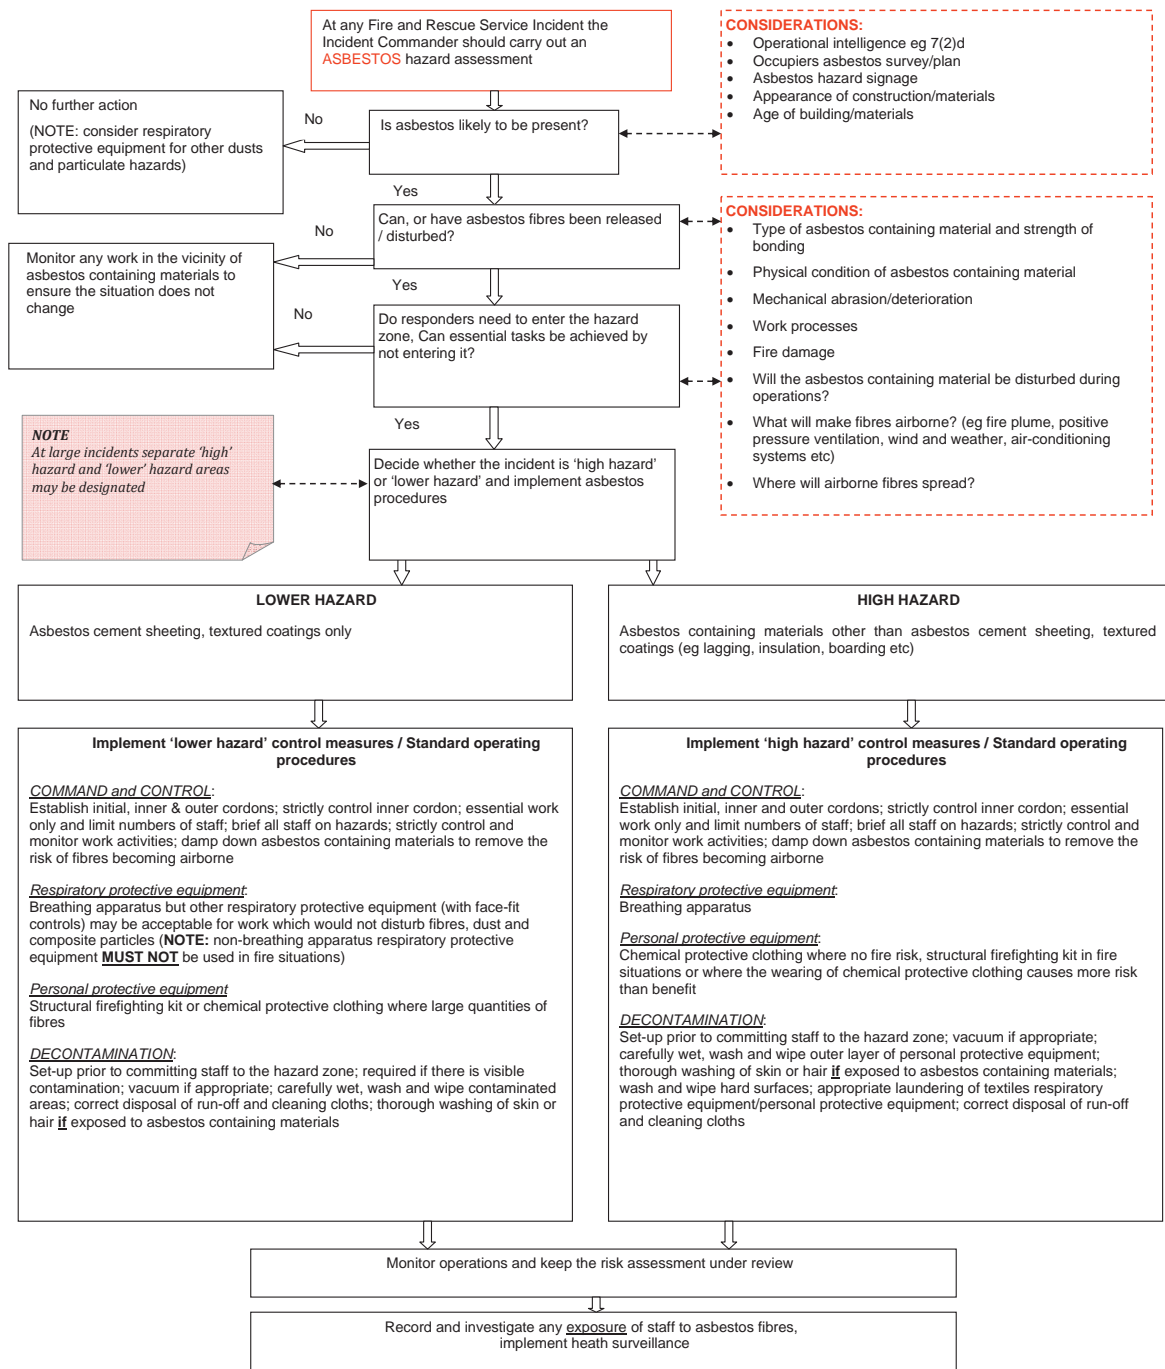 At any Fire and Rescue Service Incident the
Incident Commander should carry out an
ASBESTOS hazard assessment
CONSIDERATIONS:
• Operational intelligence eg 7(2)d
• Occupiers asbestos survey/plan
• Asbestos hazard signage
• Appearance of construction/materials
• Age of building/materials
No further action
(NOTE: consider respiratory
protective equipment for other dusts
and particulate hazards)
No
Is asbestos likely to be present?
Yes
Can, or have asbestos fibres been released
/ disturbed?
No
Monitor any work in the vicinity of
asbestos containing materials to
ensure the situation does not
change
Yes
No
Do responders need to enter the hazard
zone, Can essential tasks be achieved by
not entering it?
CONSIDERATIONS:
• Type of asbestos containing material and strength of
bonding
• Physical condition of asbestos containing material
• Mechanical abrasion/deterioration
• Work processes
• Fire damage
• Will the asbestos containing material be disturbed during
operations?
• What will make fibres airborne? (eg fire plume, positive
pressure ventilation, wind and weather, air-conditioning
systems etc)
• Where will airborne fibres spread?
Yes
NOTE
At large incidents separate ‘high’
hazard and ‘lower’ hazard areas
may be designated
Decide whether the incident is ‘high hazard’
or ‘lower hazard’ and implement asbestos
procedures
LOWER HAZARD
Asbestos cement sheeting, textured coatings only
HIGH HAZARD
Asbestos containing materials other than asbestos cement sheeting, textured
coatings (eg lagging, insulation, boarding etc)
Implement ‘lower hazard’ control measures / Standard operating
procedures
COMMAND and CONTROL:
Establish initial, inner & outer cordons; strictly control inner cordon; essential work
only and limit numbers of staff; brief all staff on hazards; strictly control and
monitor work activities; damp down asbestos containing materials to remove the
risk of fibres becoming airborne
Respiratory protective equipment:
Breathing apparatus but other respiratory protective equipment (with face-fit
controls) may be acceptable for work which would not disturb fibres, dust and
composite particles (NOTE: non-breathing apparatus respiratory protective
equipment MUST NOT be used in fire situations)
Personal protective equipment
Structural firefighting kit or chemical protective clothing where large quantities of
fibres
DECONTAMINATION:
Set-up prior to committing staff to the hazard zone; required if there is visible
contamination; vacuum if appropriate; carefully wet, wash and wipe contaminated
areas; correct disposal of run-off and cleaning cloths; thorough washing of skin or
hair if exposed to asbestos containing materials
Implement ‘high hazard’ control measures / Standard operating
procedures
COMMAND and CONTROL:
Establish initial, inner and outer cordons; strictly control inner cordon; essential work
only and limit numbers of staff; brief all staff on hazards; strictly control and
monitor work activities; damp down asbestos containing materials to remove the
risk of fibres becoming airborne
Respiratory protective equipment:
Breathing apparatus
Personal protective equipment:
Chemical protective clothing where no fire risk, structural firefighting kit in fire
situations or where the wearing of chemical protective clothing causes more risk
than benefit
DECONTAMINATION:
Set-up prior to committing staff to the hazard zone; vacuum if appropriate;
carefully wet, wash and wipe outer layer of personal protective equipment;
thorough washing of skin or hair if exposed to asbestos containing materials;
wash and wipe hard surfaces; appropriate laundering of textiles respiratory
protective equipment/personal protective equipment; correct disposal of run-off
and cleaning cloths
Monitor operations and keep the risk assessment under review
Record and investigate any exposure of staff to asbestos fibres,
implement heath surveillance